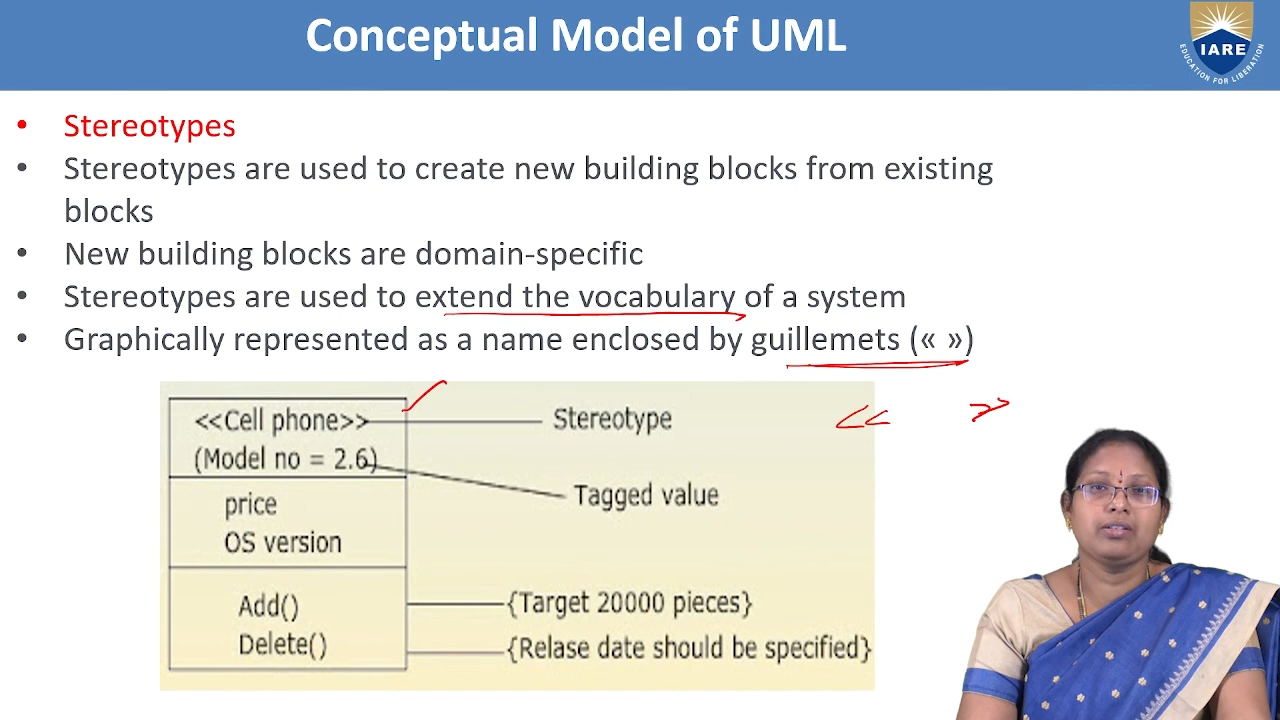 Conceptual Model of UML
IARE
EDUCATION FOR LIBERATION
• Stereotypes
• Stereotypes are used to create new building blocks from existing
blocks
• New building blocks are domain-specific
• Stereotypes are used to extend the vocabulary of a system
• Graphically represented as a name enclosed by guillemets (« »)
<<Cell phone>> Stereotype
<< >>
(Model no = 2.6)
Tagged value
price
OS version
Add() {Target 20000 pieces}
Delete() {Relase date should be specified}